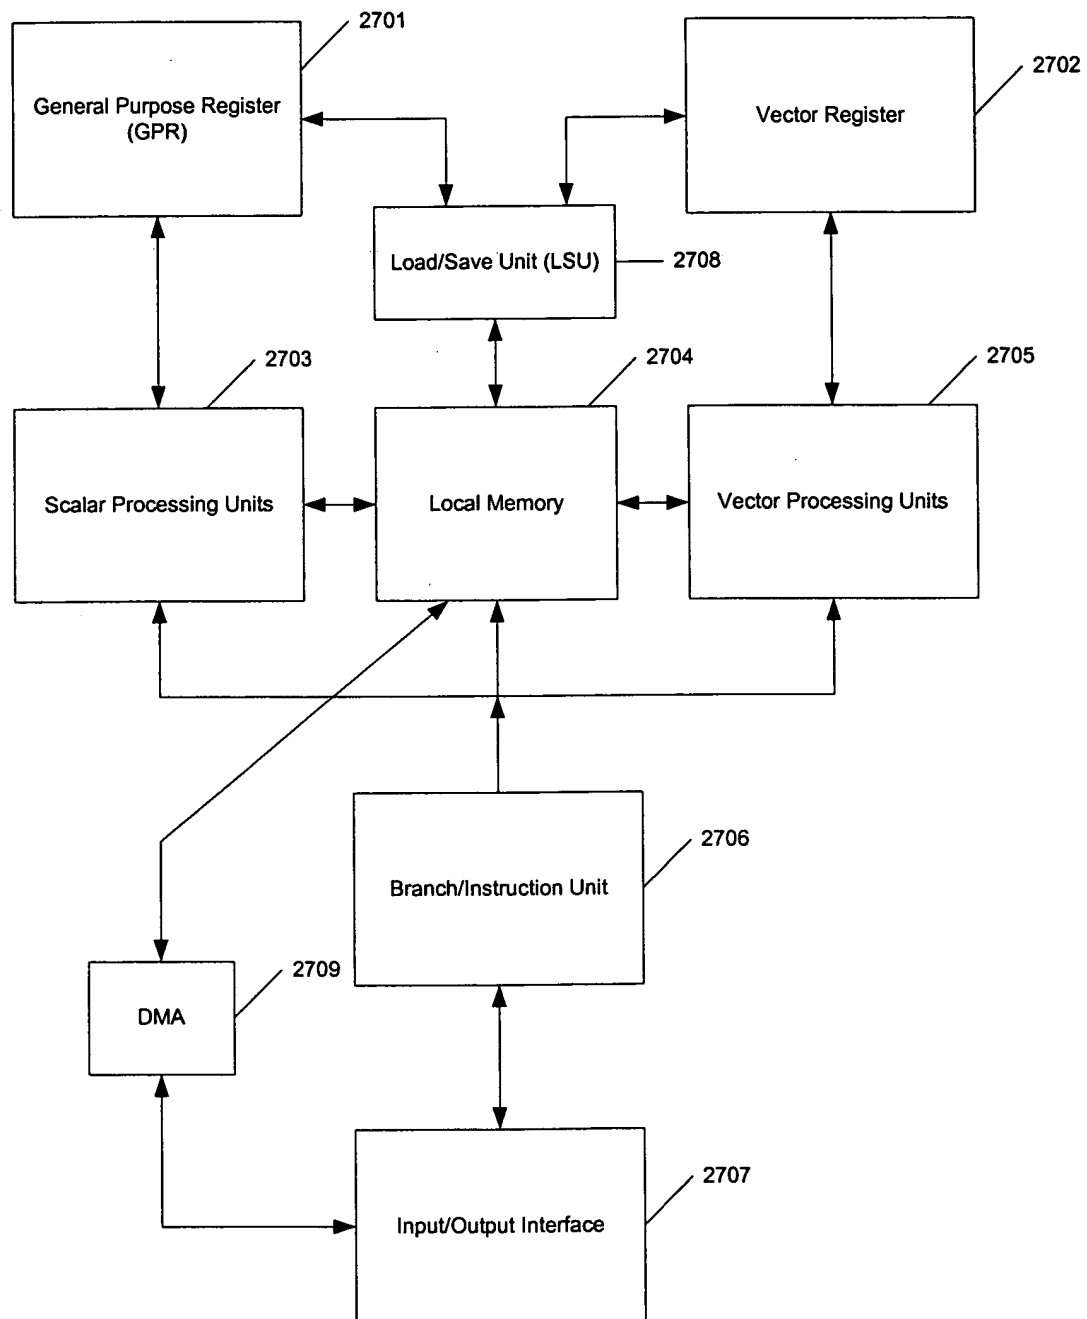 2701
General Purpose Register
(GPR)
2702
Vector Register
Load/Save Unit (LSU)
2708
2703
2704
2705
Scalar Processing Units
Local Memory
Vector Processing Units
2706
Branch/Instruction Unit
2709
DMA
2707
Input/Output Interface